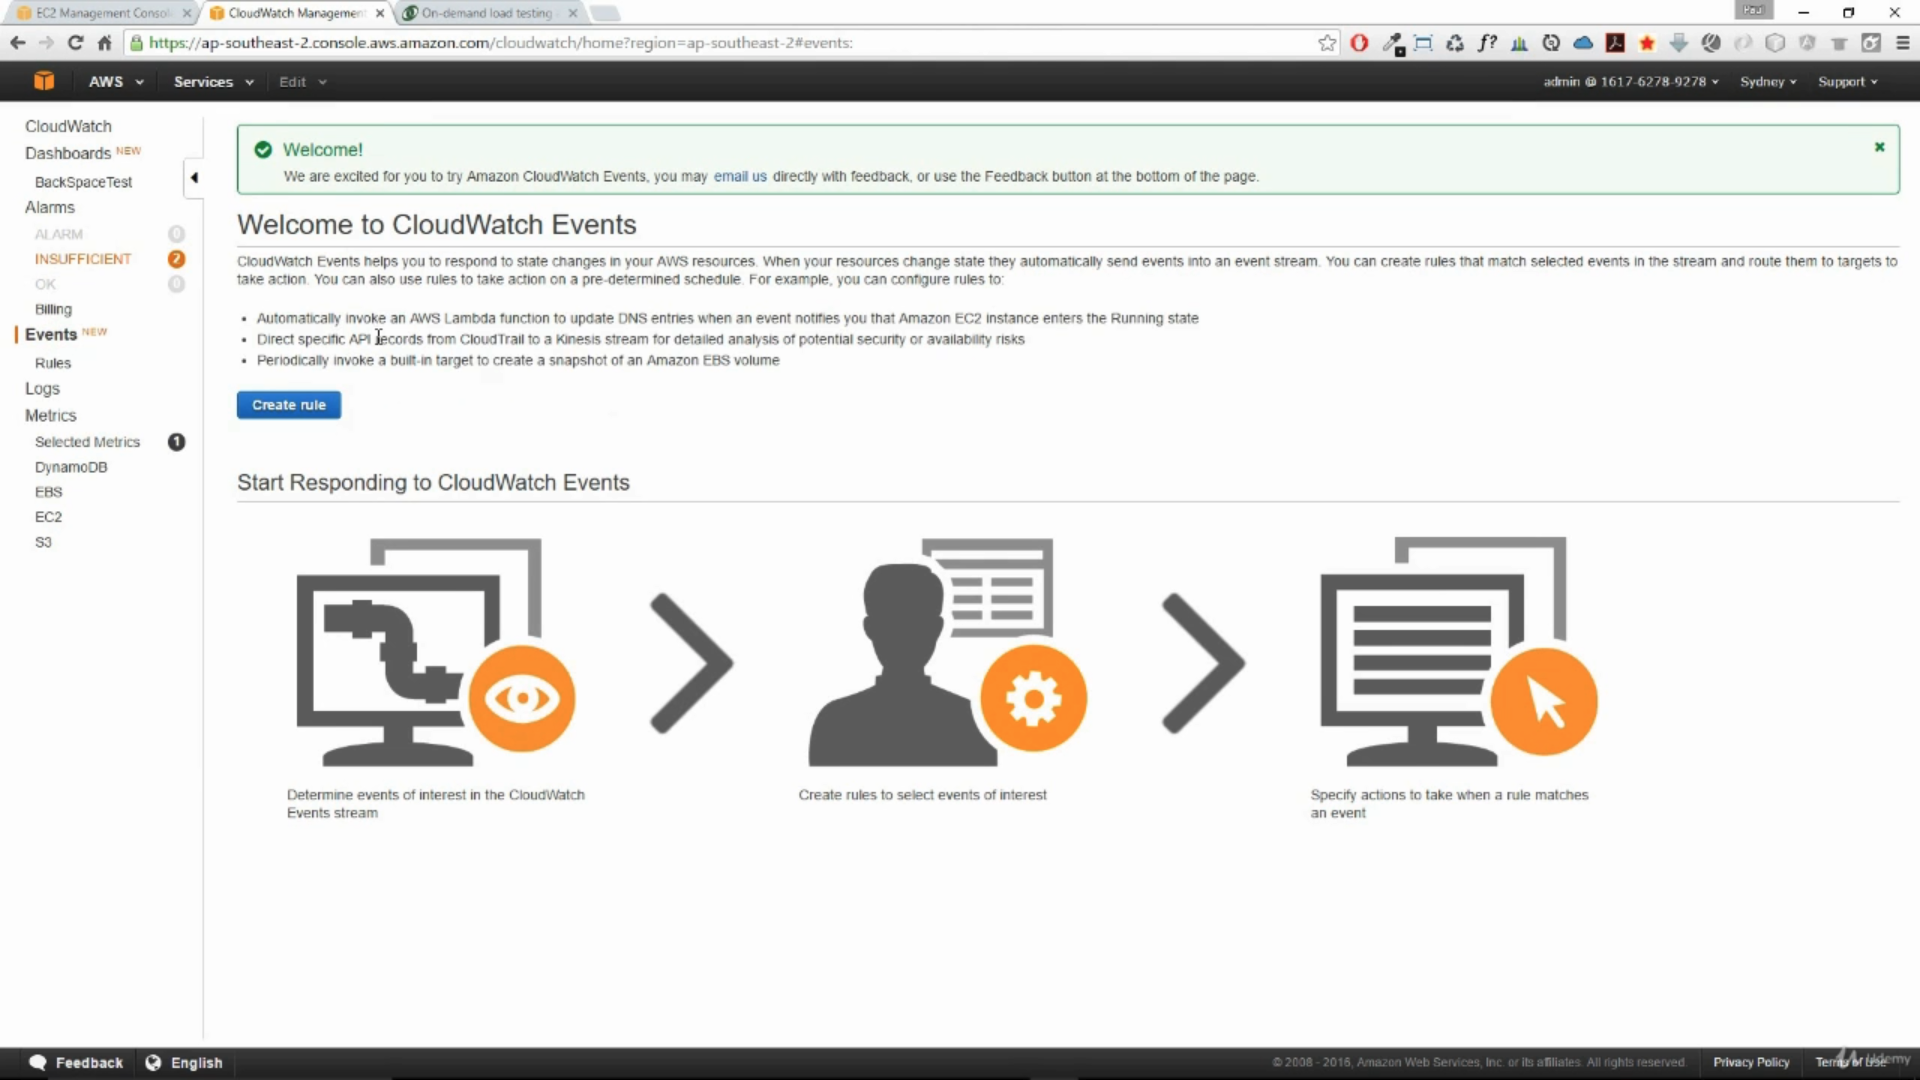 EC2 Management Consol
CloudWatch Managemen
On-demand load testing
Paul
https://ap-southeast-2.console.aws.amazon.com/cloudwatch/home?region=ap-southeast-2#events:
f?
AWS
Services
Edit
admin @ 1617-6278-9278
Sydney
Support
CloudWatch
Dashboards NEW
BackSpaceTest
Alarms
ALARM 0
INSUFFICIENT 2
OK 0
Billing
Events NEW
Rules
Logs
Metrics
Selected Metrics 1
DynamoDB
EBS
EC2
S3
Welcome!
We are excited for you to try Amazon CloudWatch Events, you may email us directly with feedback, or use the Feedback button at the bottom of the page.
Welcome to CloudWatch Events
CloudWatch Events helps you to respond to state changes in your AWS resources. When your resources change state they automatically send events into an event stream. You can create rules that match selected events in the stream and route them to targets to
take action. You can also use rules to take action on a pre-determined schedule. For example, you can configure rules to:
• Automatically invoke an AWS Lambda function to update DNS entries when an event notifies you that Amazon EC2 instance enters the Running state
• Direct specific API records from CloudTrail to a Kinesis stream for detailed analysis of potential security or availability risks
• Periodically invoke a built-in target to create a snapshot of an Amazon EBS volume
Create rule
Start Responding to CloudWatch Events
Determine events of interest in the CloudWatch
Events stream
Create rules to select events of interest
Specify actions to take when a rule matches
an event
Feedback
English
© 2008 - 2016, Amazon Web Services, Inc. or its affiliates. All rights reserved.
Privacy Policy
Terms of Use
Udemy